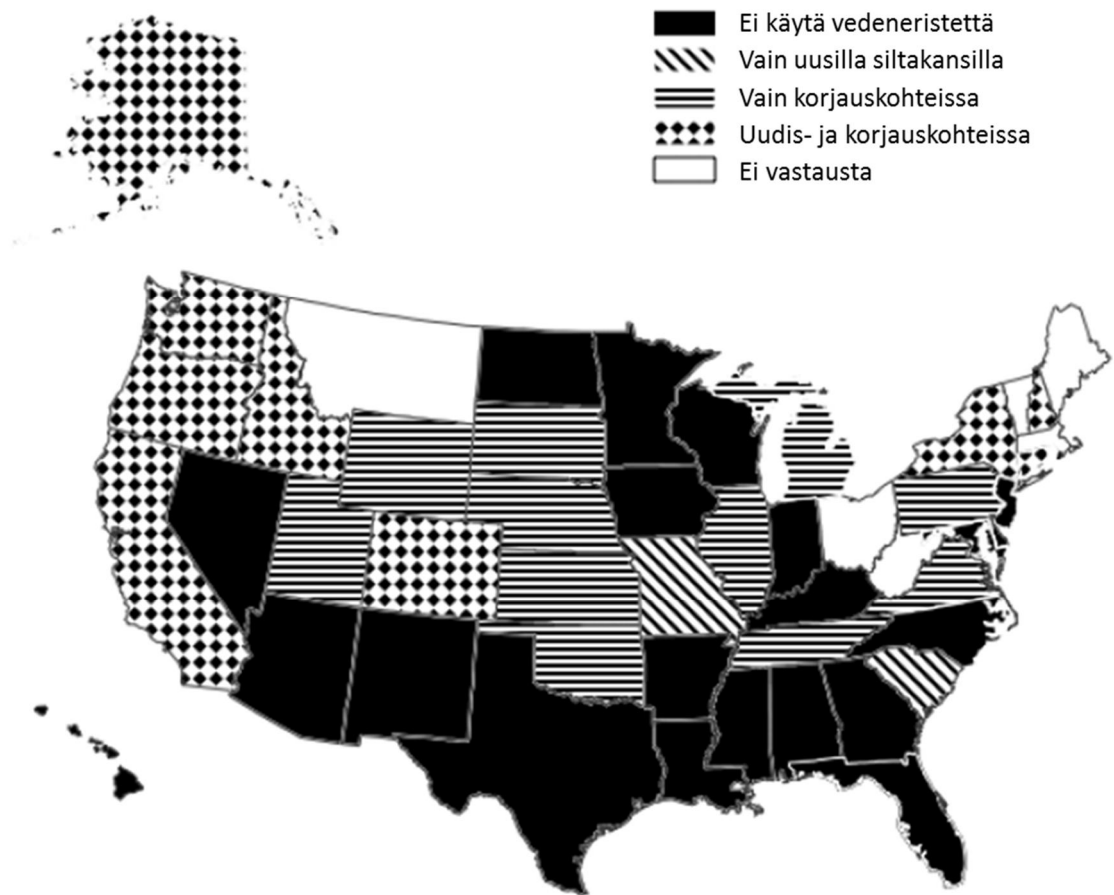 Ei käytä vedeneristettä
Vain uusilla siltakansilla
Vain korjauskohteissa
Uudis- ja korjauskohteissa
Ei vastausta